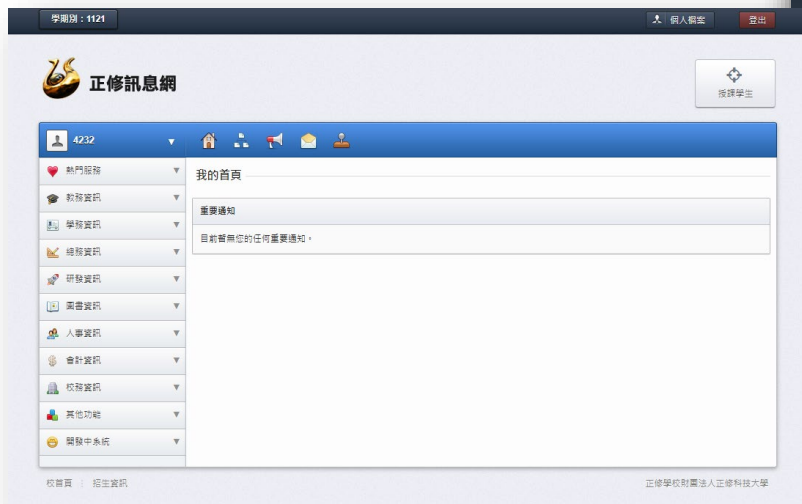 學期別：1121
個人檔案
登出
正修訊息網
授課學生
4232
熱門服務
教務資訊
學務資訊
總務資訊
研發資訊
圖書資訊
人事資訊
會計資訊
校務資訊
其他功能
開發中系統
我的首頁
重要通知
目前暫無您的任何重要通知。
校首頁 | 招生資訊
正修學校財團法人正修科技大學